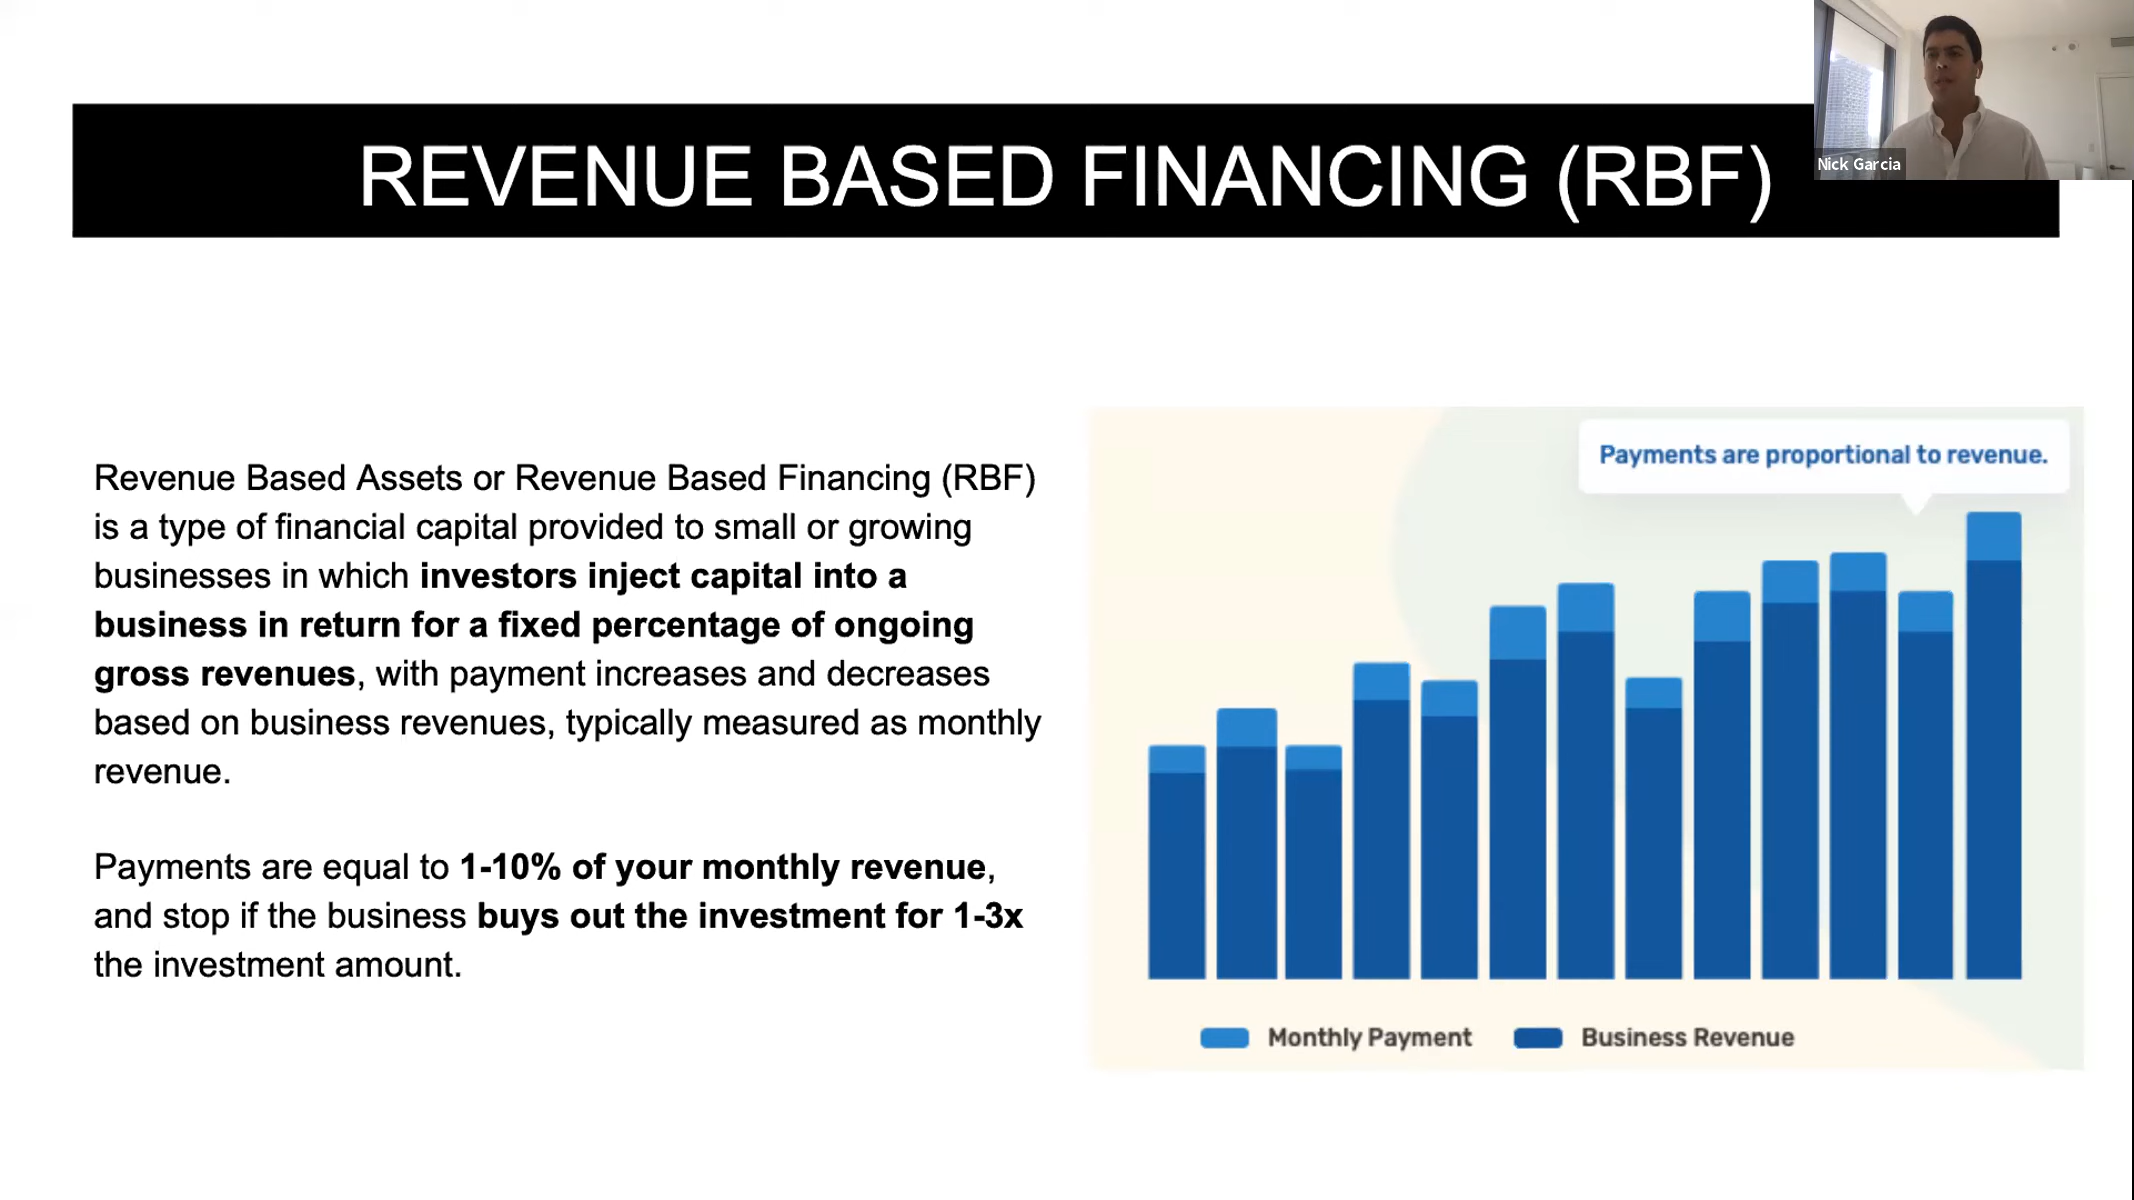 Nick Garcia
REVENUE BASED FINANCING (RBF)
Revenue Based Assets or Revenue Based Financing (RBF)
is a type of financial capital provided to small or growing
businesses in which investors inject capital into a
business in return for a fixed percentage of ongoing
gross revenues, with payment increases and decreases
based on business revenues, typically measured as monthly
revenue.
Payments are equal to 1-10% of your monthly revenue,
and stop if the business buys out the investment for 1-3x
the investment amount.
Payments are proportional to revenue.
Monthly Payment
Business Revenue